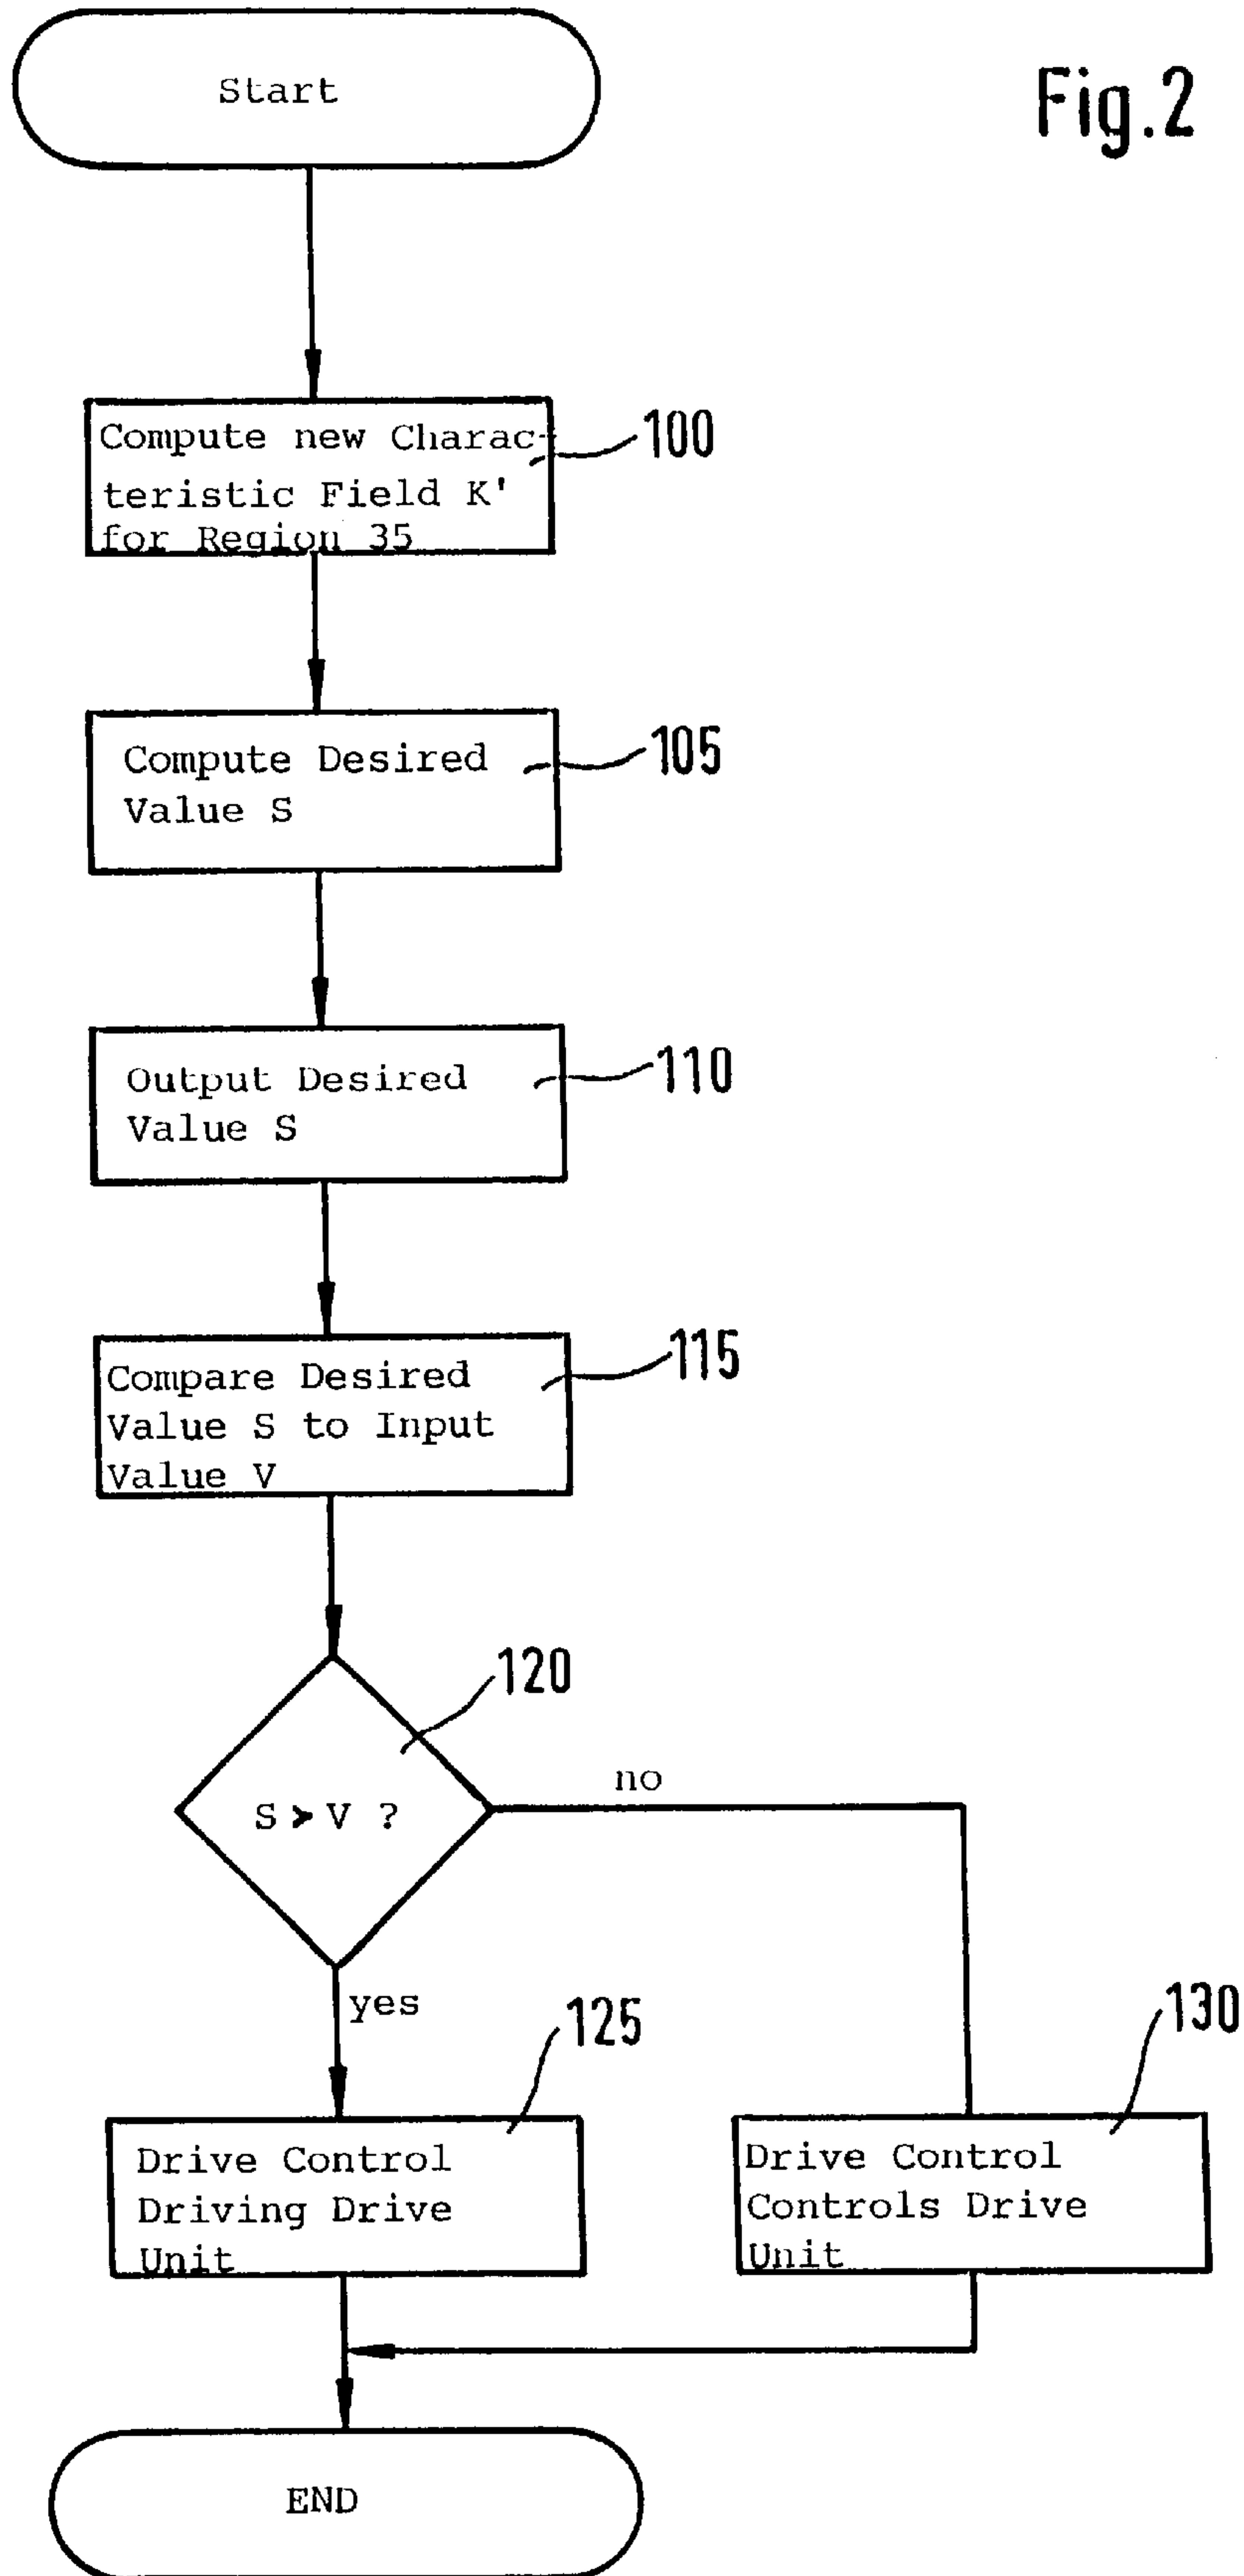 Fig.2
Start
Compute new Charac-
teristic Field K'
for Region 35
100
Compute Desired
Value S
105
Output Desired
Value S
110
Compare Desired
Value S to Input
Value V
115
120
S > V ?
no
yes
125
130
Drive Control
Driving Drive
Unit
Drive Control
Controls Drive
Unit
END